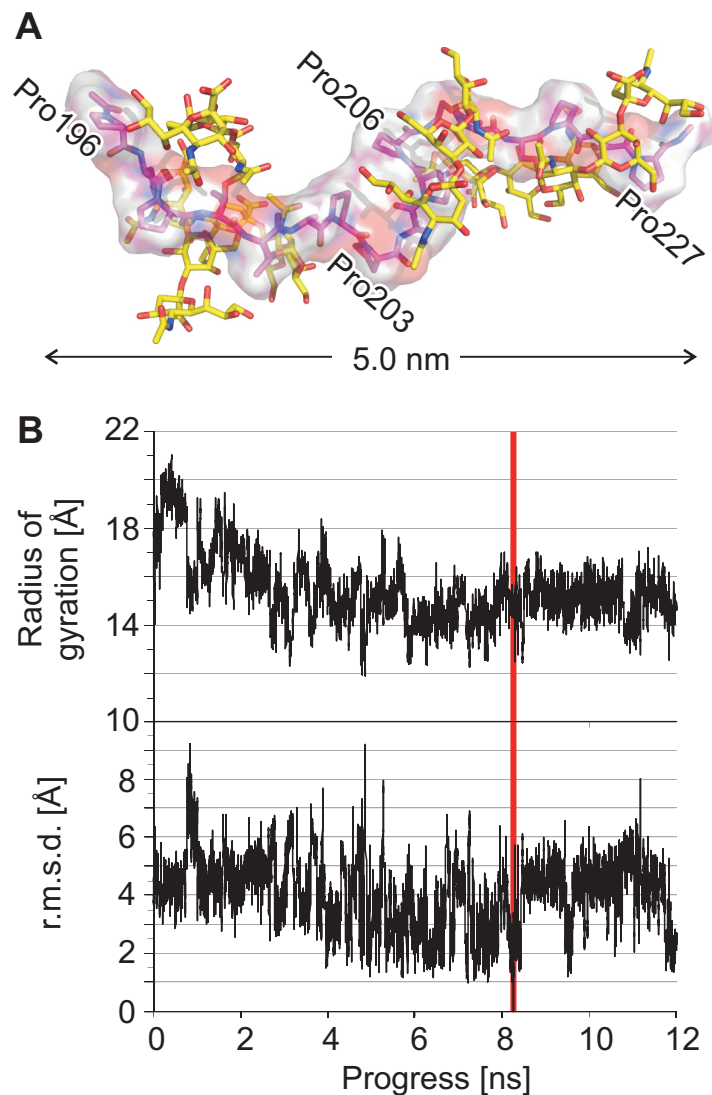 A
Pro196
Pro206
Pro203
Pro227
5.0 nm
B
22
18
14
10
Radius of
gyration [Å]
8
6
4
2
0
r.m.s.d. [Å]
0 2 4 6 8 10 12
Progress [ns]